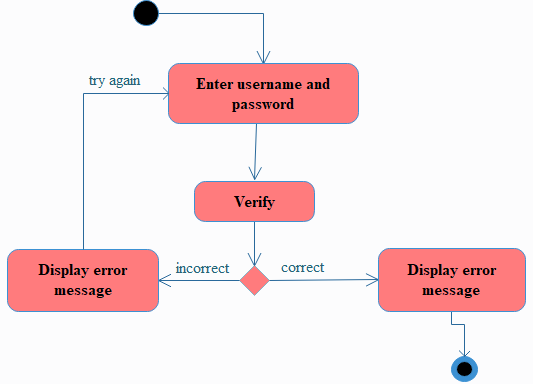 try again
Enter username and
password
Verify
incorrect
correct
Display error
message
Display error
message